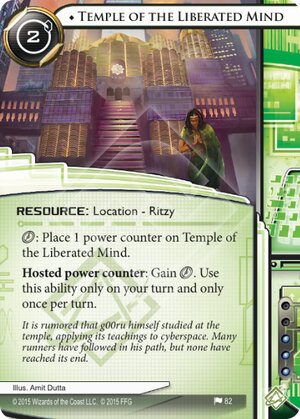 2
♦ Temple of the Liberated Mind
RESOURCE: Location - Ritzy
: Place 1 power counter on Temple of
the Liberated Mind.
Hosted power counter: Gain . Use
this ability only on your turn and only
once per turn.
It is rumored that g00ru himself studied at the
temple, applying its teachings to cyberspace. Many
runners have followed in his path, but none have
reached its end.
Illus. Amit Dutta
© 2015 Wizards of the Coast LLC. © 2015 FFG
82